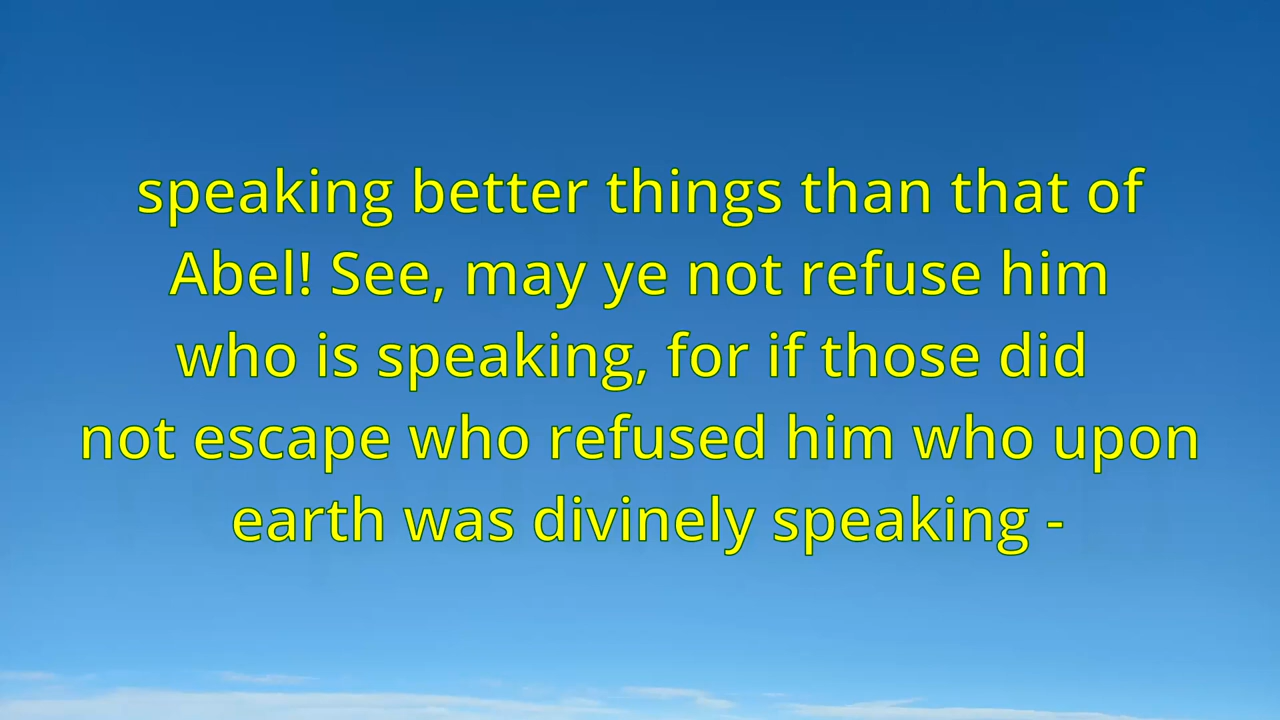 speaking better things than that of
Abel! See, may ye not refuse him
who is speaking, for if those did
not escape who refused him who upon
earth was divinely speaking -